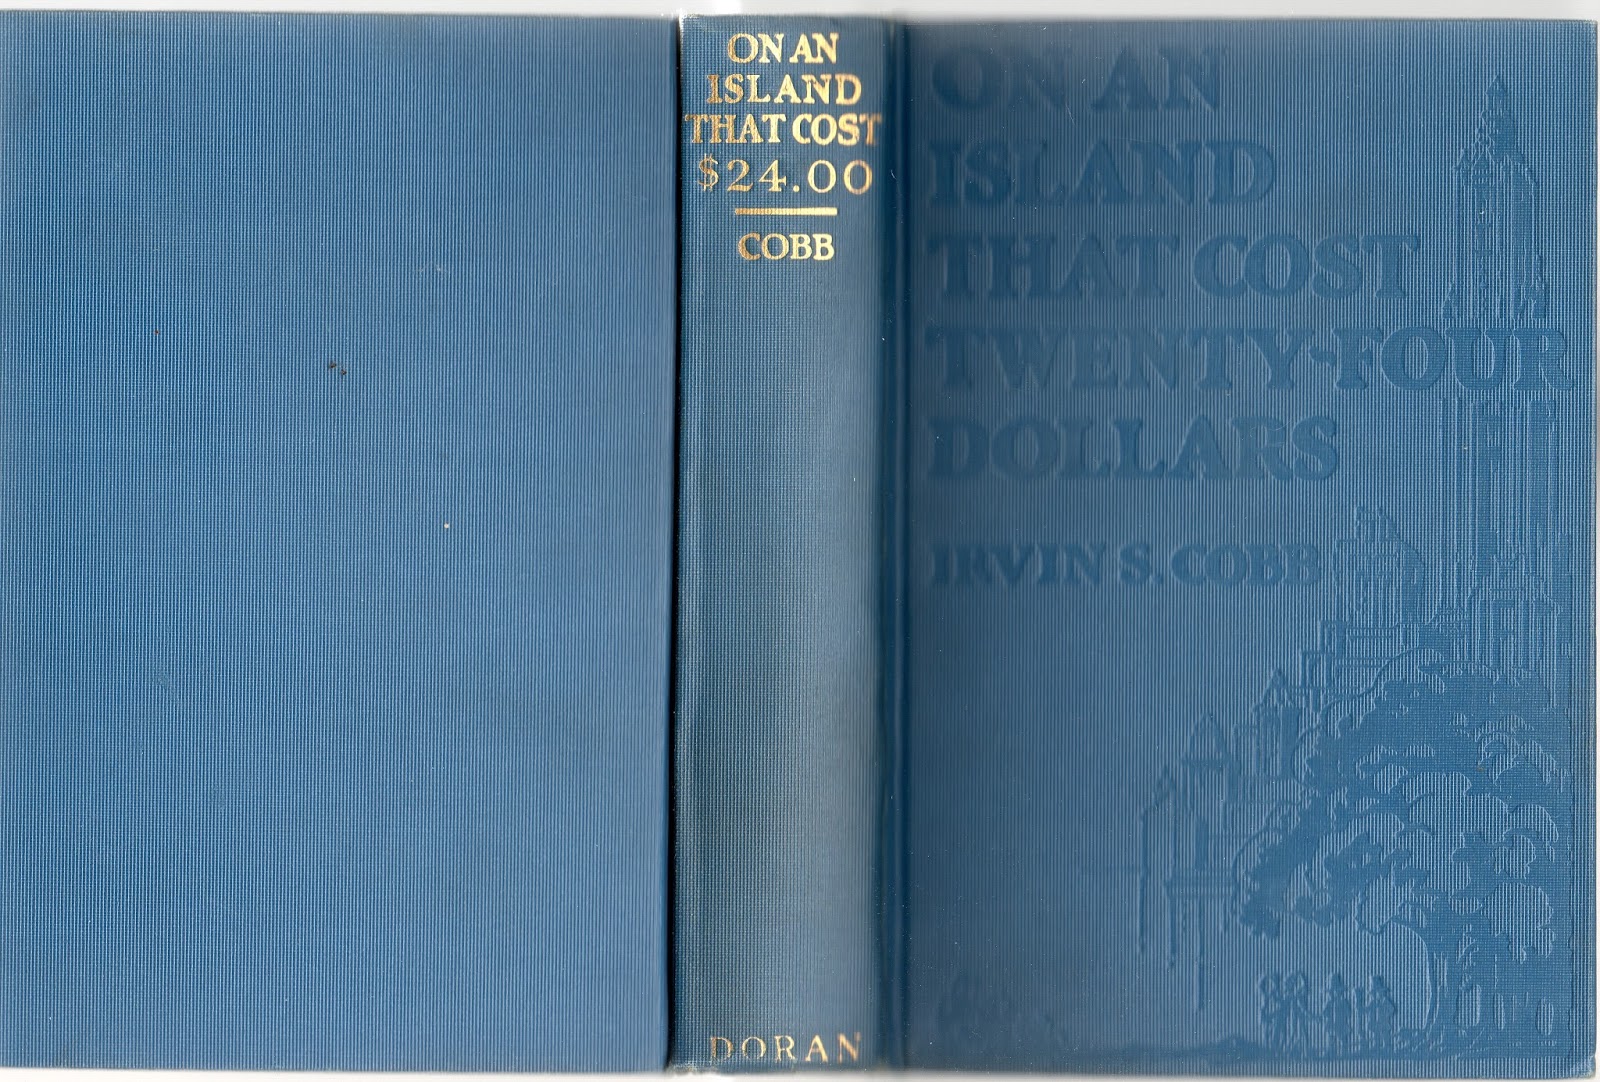 ON AN
ISLAND
THAT COST
$24.00
COBB
DORAN
ON AN
ISLAND
THAT COST
TWENTY-FOUR
DOLLARS
IRVIN S. COBB